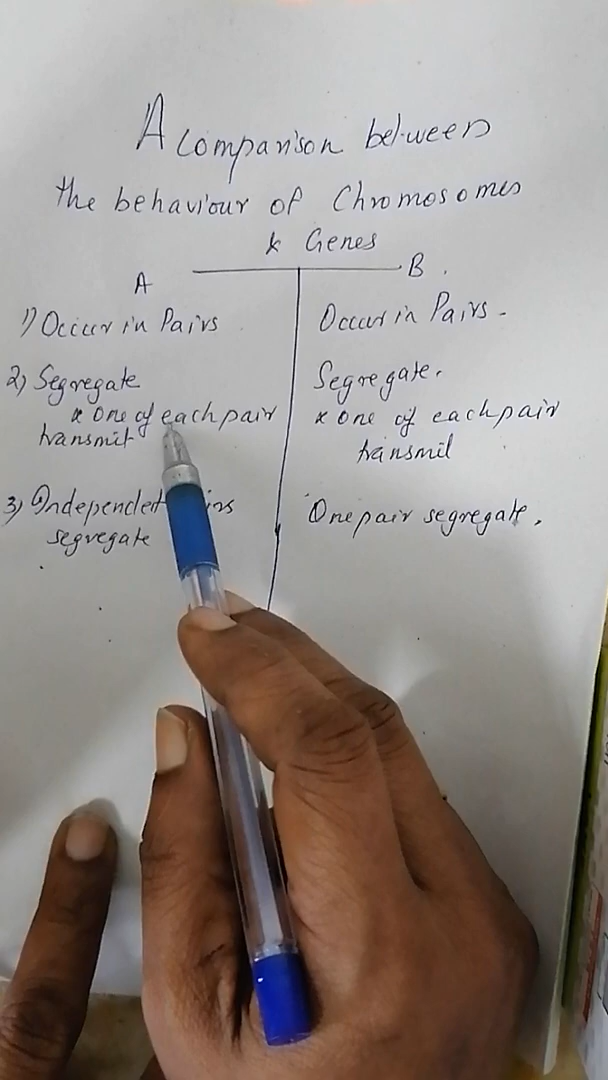 A comparison between
the behaviour of Chromosomes
& Genes
A
B.
1) Occur in Pairs
Occur in Pairs -
2) Segregate
Segregate.
* One of each pair
transmit
* one of each pair
transmit
3) Independent
segregate
One pair segregate.